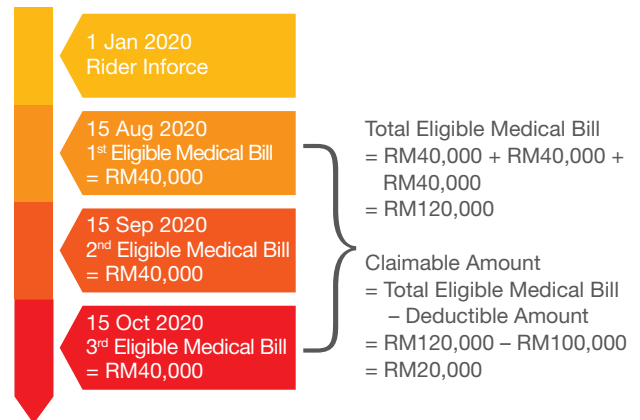 1 Jan 2020
Rider Inforce
15 Aug 2020
1st Eligible Medical Bill
= RM40,000
15 Sep 2020
2nd Eligible Medical Bill
= RM40,000
15 Oct 2020
3rd Eligible Medical Bill
= RM40,000
Total Eligible Medical Bill
= RM40,000 + RM40,000 +
RM40,000
= RM120,000
Claimable Amount
= Total Eligible Medical Bill
– Deductible Amount
= RM120,000 – RM100,000
= RM20,000